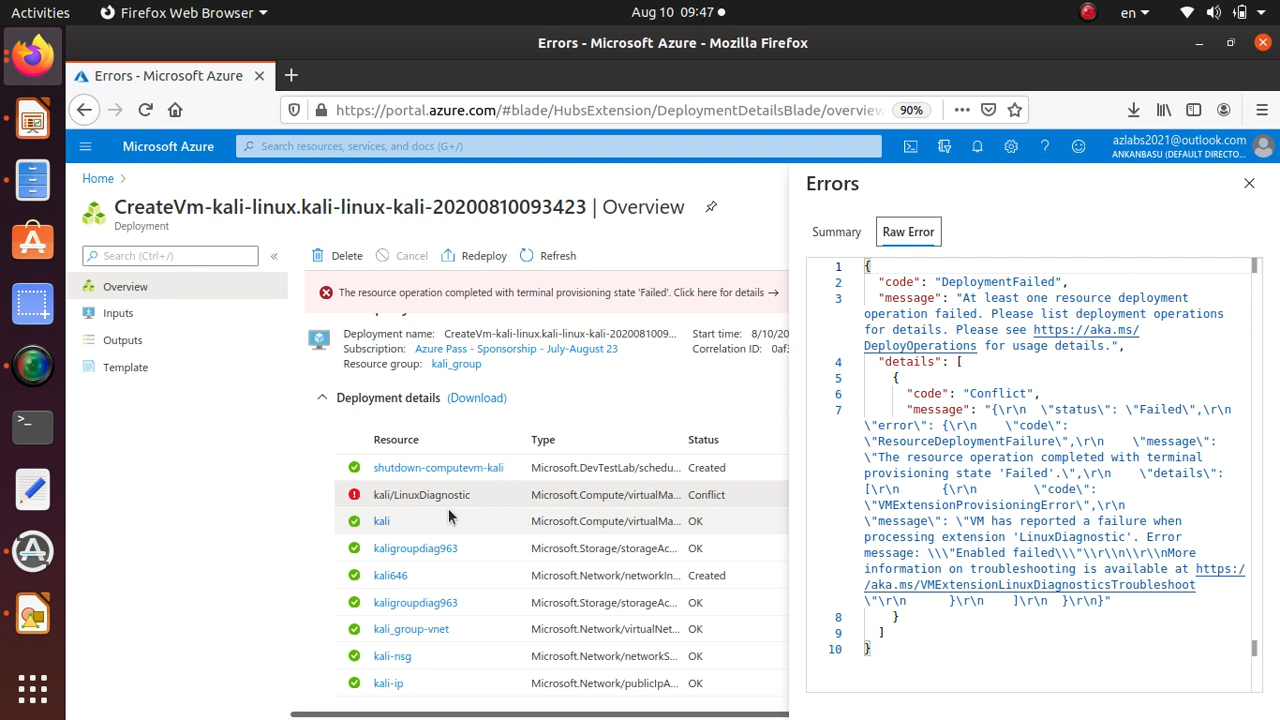 Activities
Firefox Web Browser
Aug 10 09:47
en
Errors - Microsoft Azure - Mozilla Firefox
Errors - Microsoft Azure
https://portal.azure.com/#blade/HubsExtension/DeploymentDetailsBlade/overview
90%
Microsoft Azure
Search resources, services, and docs (G+/)
azlabs2021@outlook.com
ANKANBASU (DEFAULT DIRECTO...
Home
CreateVm-kali-linux.kali-linux-kali-20200810093423 | Overview
Deployment
Search (Ctrl+/)
Overview
Inputs
Outputs
Template
Delete
Cancel
Redeploy
Refresh
The resource operation completed with terminal provisioning state 'Failed'. Click here for details →
Deployment name: CreateVm-kali-linux.kali-linux-kali-2020081009...
Start time: 8/10/20
Subscription: Azure Pass - Sponsorship - July-August 23
Correlation ID: 0af3
Resource group: kali_group
Deployment details (Download)
Resource Type Status
shutdown-computevm-kali Microsoft.DevTestLab/schedu... Created
kali/LinuxDiagnostic Microsoft.Compute/virtualMa... Conflict
kali Microsoft.Compute/virtualMa... OK
kaligroupdiag963 Microsoft.Storage/storageAc... OK
kali646 Microsoft.Network/networkIn... Created
kaligroupdiag963 Microsoft.Storage/storageAc... OK
kali_group-vnet Microsoft.Network/virtualNet... OK
kali-nsg Microsoft.Network/networkS... OK
kali-ip Microsoft.Network/publicIpA... OK
Errors
Summary
Raw Error
1 {
2 "code": "DeploymentFailed",
3 "message": "At least one resource deployment
operation failed. Please list deployment operations
for details. Please see https://aka.ms/
DeployOperations for usage details.",
4 "details": [
5 {
6 "code": "Conflict",
7 "message": "{\r\n \"status\": \"Failed\",\r\n
\"error\": {\r\n \"code\":
\"ResourceDeploymentFailure\",\r\n \"message\":
\"The resource operation completed with terminal
provisioning state 'Failed'.\",\r\n \"details\":
[\r\n {\r\n \"code\":
\"VMExtensionProvisioningError\",\r\n
\"message\": \"VM has reported a failure when
processing extension 'LinuxDiagnostic'. Error
message: \\\"Enabled failed\\\"\\r\\n\\r\\nMore
information on troubleshooting is available at https:/
/aka.ms/VMExtensionLinuxDiagnosticsTroubleshoot
\"\r\n }\r\n ]\r\n }\r\n}"
8 }
9 ]
10 }